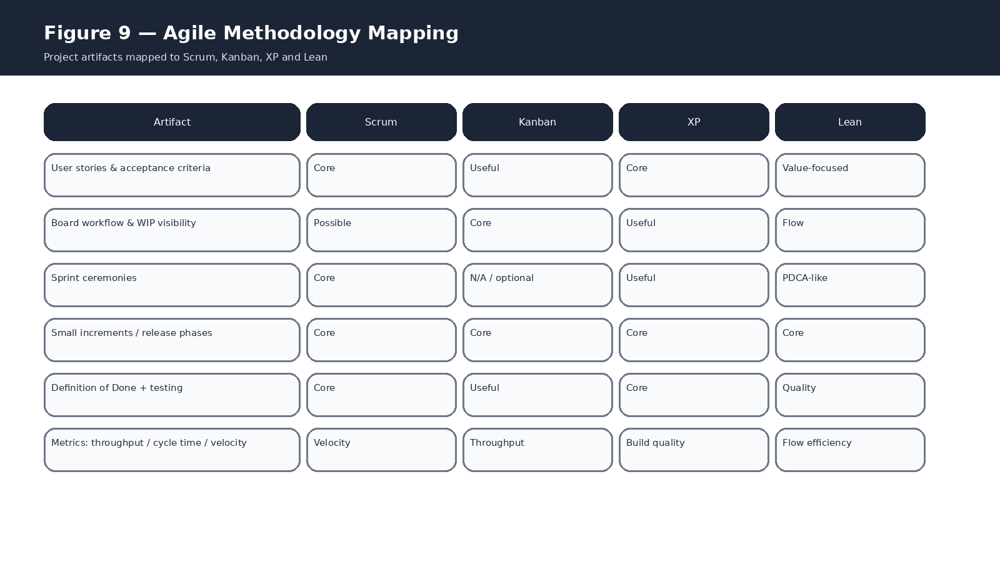 Figure 9 — Agile Methodology Mapping
Project artifacts mapped to Scrum, Kanban, XP and Lean
Artifact Scrum Kanban XP Lean
User stories & acceptance criteria Core Useful Core Value-focused
Board workflow & WIP visibility Possible Core Useful Flow
Sprint ceremonies Core N/A / optional Useful PDCA-like
Small increments / release phases Core Core Core Core
Definition of Done + testing Core Useful Core Quality
Metrics: throughput / cycle time / velocity Velocity Throughput Build quality Flow efficiency